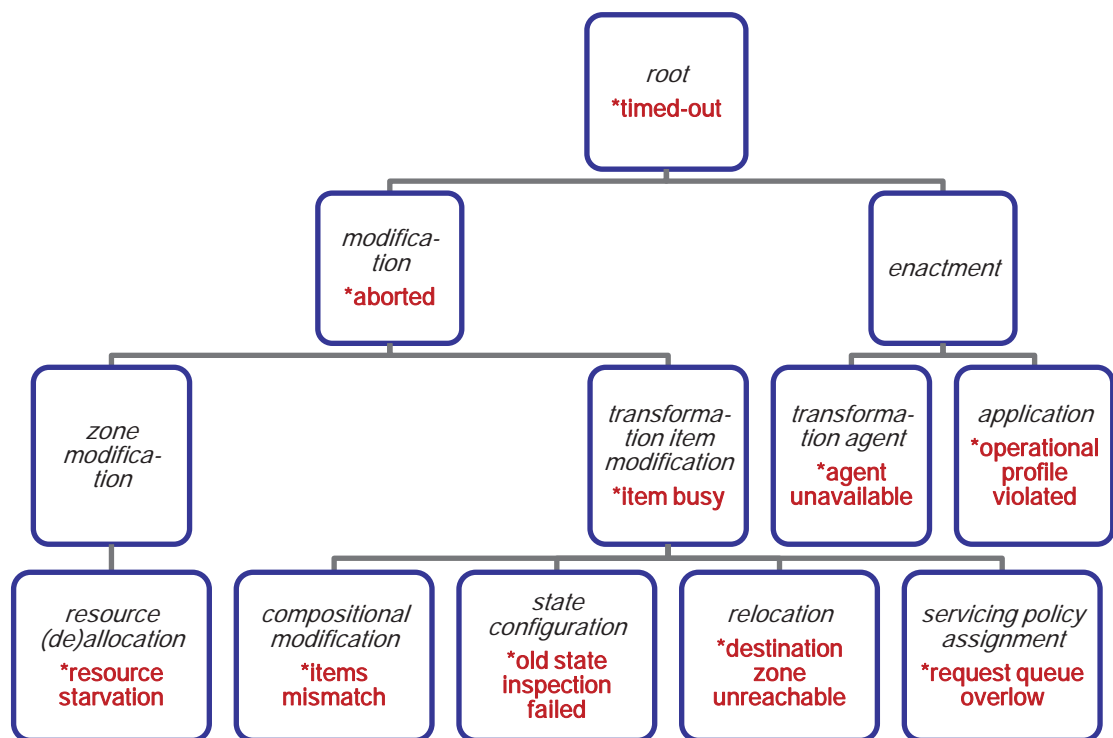 root
*timed-out
modifica-
tion
*aborted
enactment
zone
modifica-
tion
transforma-
tion item
modification
*item busy
transforma-
tion agent
*agent
unavailable
application
*operational
profile
violated
resource
(de)allocation
*resource
starvation
compositional
modification
*items
mismatch
state
configuration
*old state
inspection
failed
relocation
*destination
zone
unreachable
servicing policy
assignment
*request queue
overlow